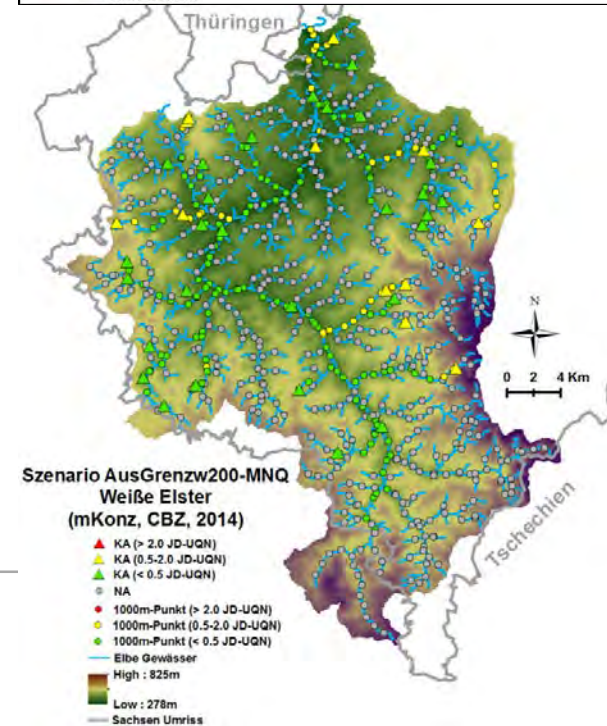 Thüringen
N
0 2 4 Km
Tschechien
Szenario AusGrenzw200-MNQ
Weiße Elster
(mKonz, CBZ, 2014)
KA (> 2.0 JD-UQN)
KA (0.5-2.0 JD-UQN)
KA (< 0.5 JD-UQN)
NA
1000m-Punkt (> 2.0 JD-UQN)
1000m-Punkt (0.5-2.0 JD-UQN)
1000m-Punkt (< 0.5 JD-UQN)
Elbe Gewässer
High : 825m
Low : 278m
Sachsen Umriss